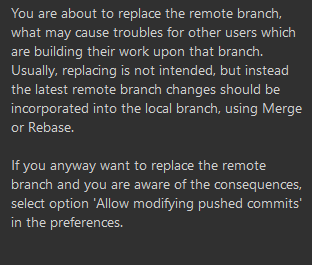 You are about to replace the remote branch,
what may cause troubles for other users which
are building their work upon that branch.
Usually, replacing is not intended, but instead
the latest remote branch changes should be
incorporated into the local branch, using Merge
or Rebase.

If you anyway want to replace the remote
branch and you are aware of the consequences,
select option 'Allow modifying pushed commits'
in the preferences.